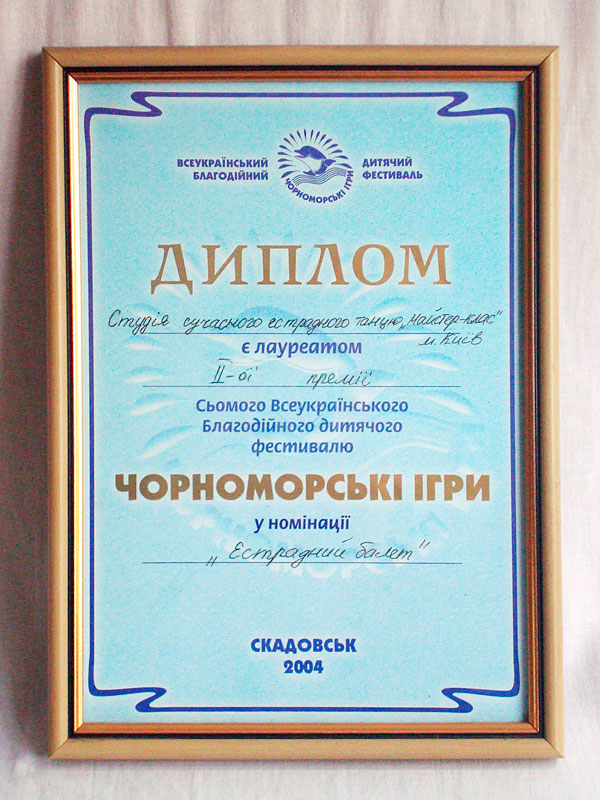 ВСЕУКРАЇНСЬКИЙ БЛАГОДІЙНИЙ
ДИТЯЧИЙ ФЕСТИВАЛЬ
ЧОРНОМОРСЬКІ ІГРИ
ДИПЛОМ
Студія сучасного естрадного танцю „Майстер-клас"
м. Київ
є лауреатом
II-ої премії
Сьомого Всеукраїнського
Благодійного дитячого
фестивалю
ЧОРНОМОРСЬКІ ІГРИ
у номінації
„Естрадний балет"
СКАДОВСЬК
2004